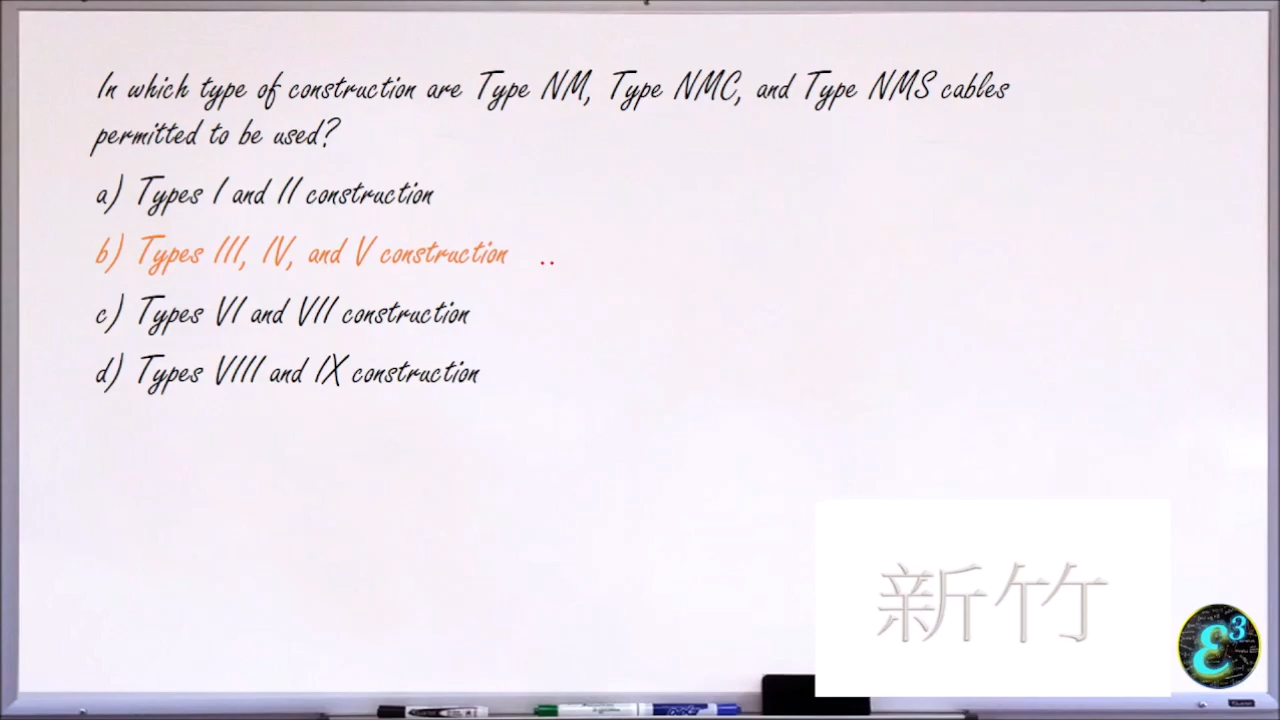 In which type of construction are Type NM, Type NMC, and Type NMS cables
permitted to be used?
a) Types I and II construction
b) Types III, IV, and V construction ..
c) Types VI and VII construction
d) Types VIII and IX construction
新竹
ε3